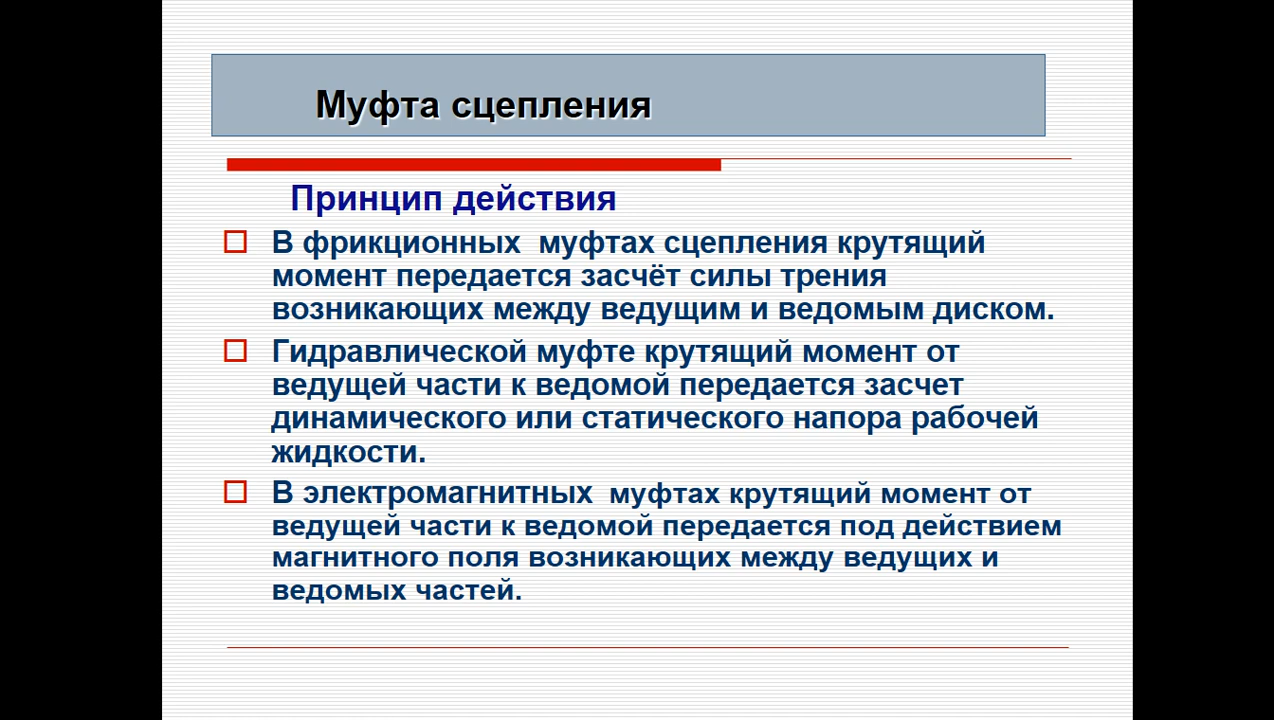 Муфта сцепления
Принцип действия
В фрикционных муфтах сцепления крутящий
момент передается засчёт силы трения
возникающих между ведущим и ведомым диском.
Гидравлической муфте крутящий момент от
ведущей части к ведомой передается засчет
динамического или статического напора рабочей
жидкости.
В электромагнитных муфтах крутящий момент от
ведущей части к ведомой передается под действием
магнитного поля возникающих между ведущих и
ведомых частей.